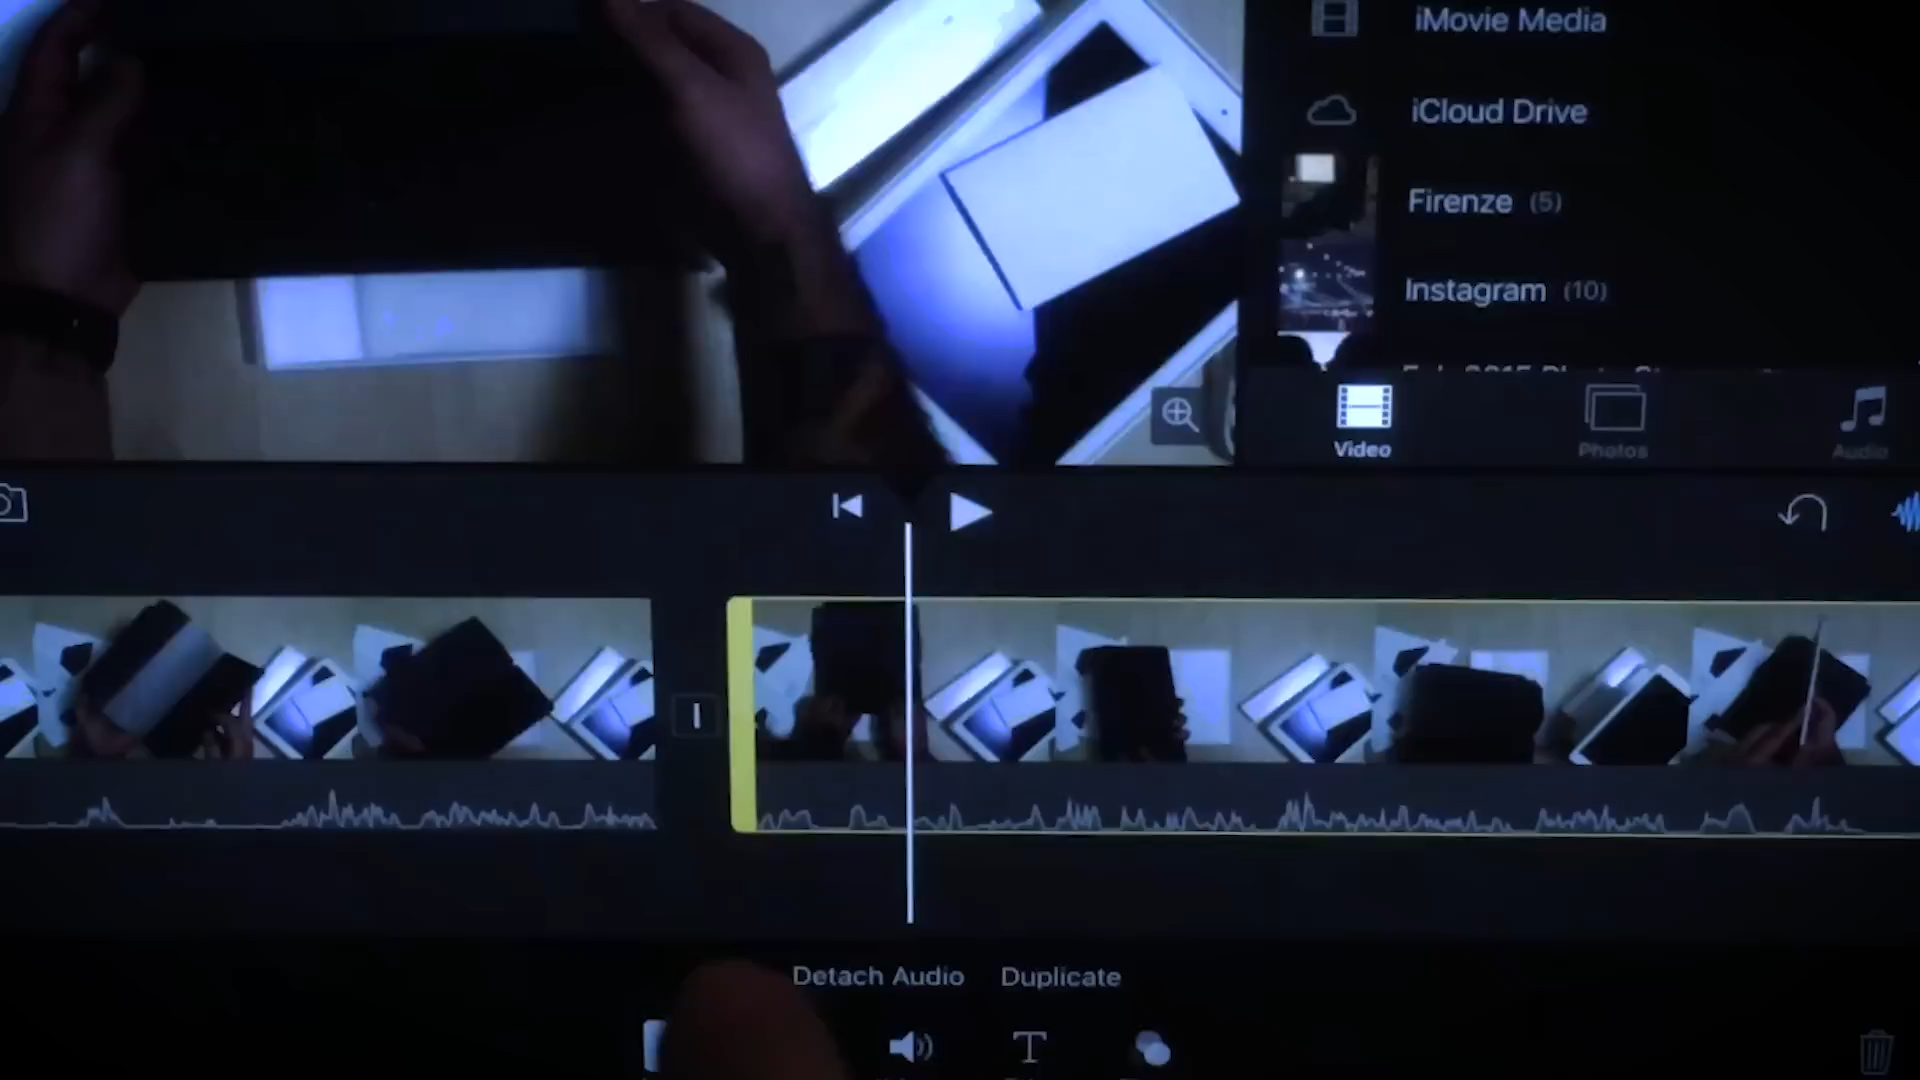 iMovie Media
iCloud Drive
Firenze (5)
Instagram (10)
Video
Photos
Audio
Detach Audio
Duplicate